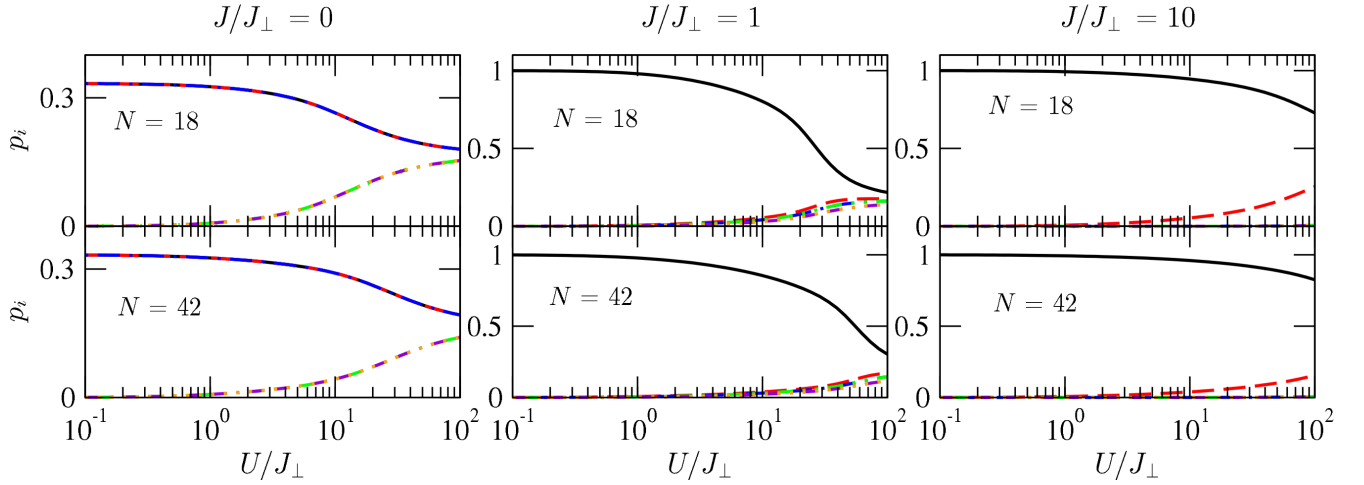 J/J⊥ = 0 J/J⊥ = 1 J/J⊥ = 10
1 1
0.3 N = 18 N = 18 N = 18
p_i 0.5 0.5
0 0 0
1 1
0.3 N = 42 N = 42 N = 42
p_i 0.5 0.5
0 0 0
10^-1 10^0 10^1 10^2 10^-1 10^0 10^1 10^2 10^-1 10^0 10^1 10^2
U/J⊥ U/J⊥ U/J⊥